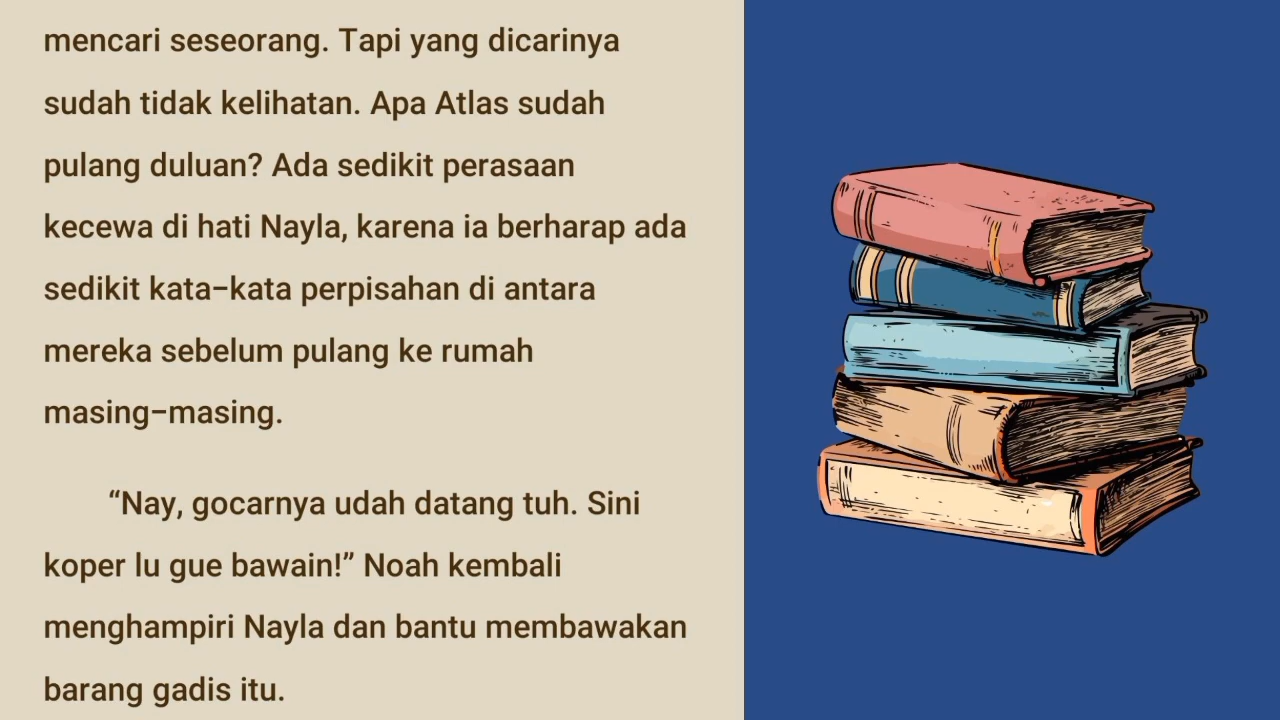 mencari seseorang. Tapi yang dicarinya
sudah tidak kelihatan. Apa Atlas sudah
pulang duluan? Ada sedikit perasaan
kecewa di hati Nayla, karena ia berharap ada
sedikit kata-kata perpisahan di antara
mereka sebelum pulang ke rumah
masing-masing.
“Nay, gocarnya udah datang tuh. Sini
koper lu gue bawain!” Noah kembali
menghampiri Nayla dan bantu membawakan
barang gadis itu.